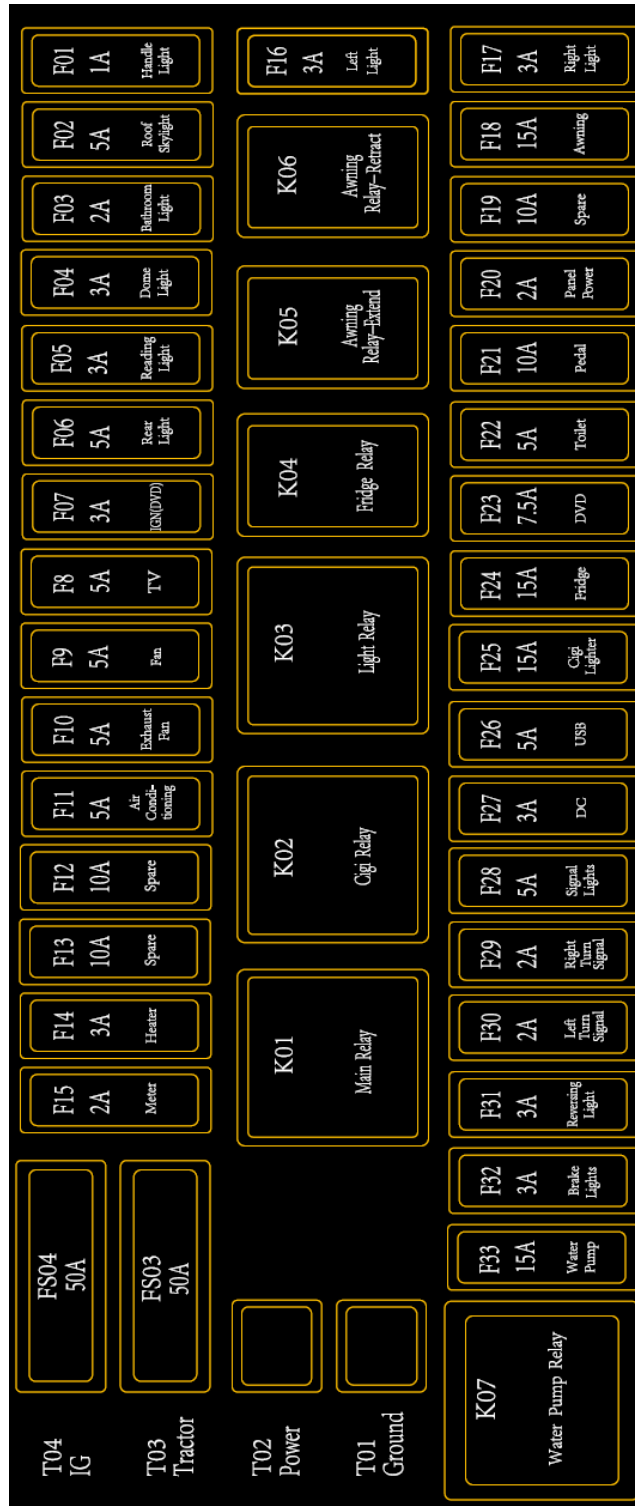 F01
1A
Handle
Light
F02
5A
Roof
Skylight
F03
2A
Bathroom
Light
F04
3A
Dome
Light
F05
3A
Reading
Light
F06
5A
Rear
Light
F07
3A
IGN(DVD)
F8
5A
TV
F9
5A
Fan
F10
5A
Exhaust
Fan
F11
5A
Air
Condi-
tioning
F12
10A
Spare
F13
10A
Spare
F14
3A
Heater
F15
2A
Meter
FS04
50A
FS03
50A
T04
IG
T03
Tractor
F16
3A
Left
Light
K06
Awning
Relay-Retract
K05
Awning
Relay-Extend
K04
Fridge Relay
K03
Light Relay
K02
Cigi Relay
K01
Main Relay
T02
Power
T01
Ground
F17
3A
Right
Light
F18
15A
Awning
F19
10A
Spare
F20
2A
Panel
Power
F21
10A
Pedal
F22
5A
Toilet
F23
7.5A
DVD
F24
15A
Fridge
F25
15A
Cigi
Lighter
F26
5A
USB
F27
3A
DC
F28
5A
Signal
Lights
F29
2A
Right
Turn
Signal
F30
2A
Left
Turn
Signal
F31
3A
Reversing
Light
F32
3A
Brake
Lights
F33
15A
Water
Pump
K07
Water Pump Relay